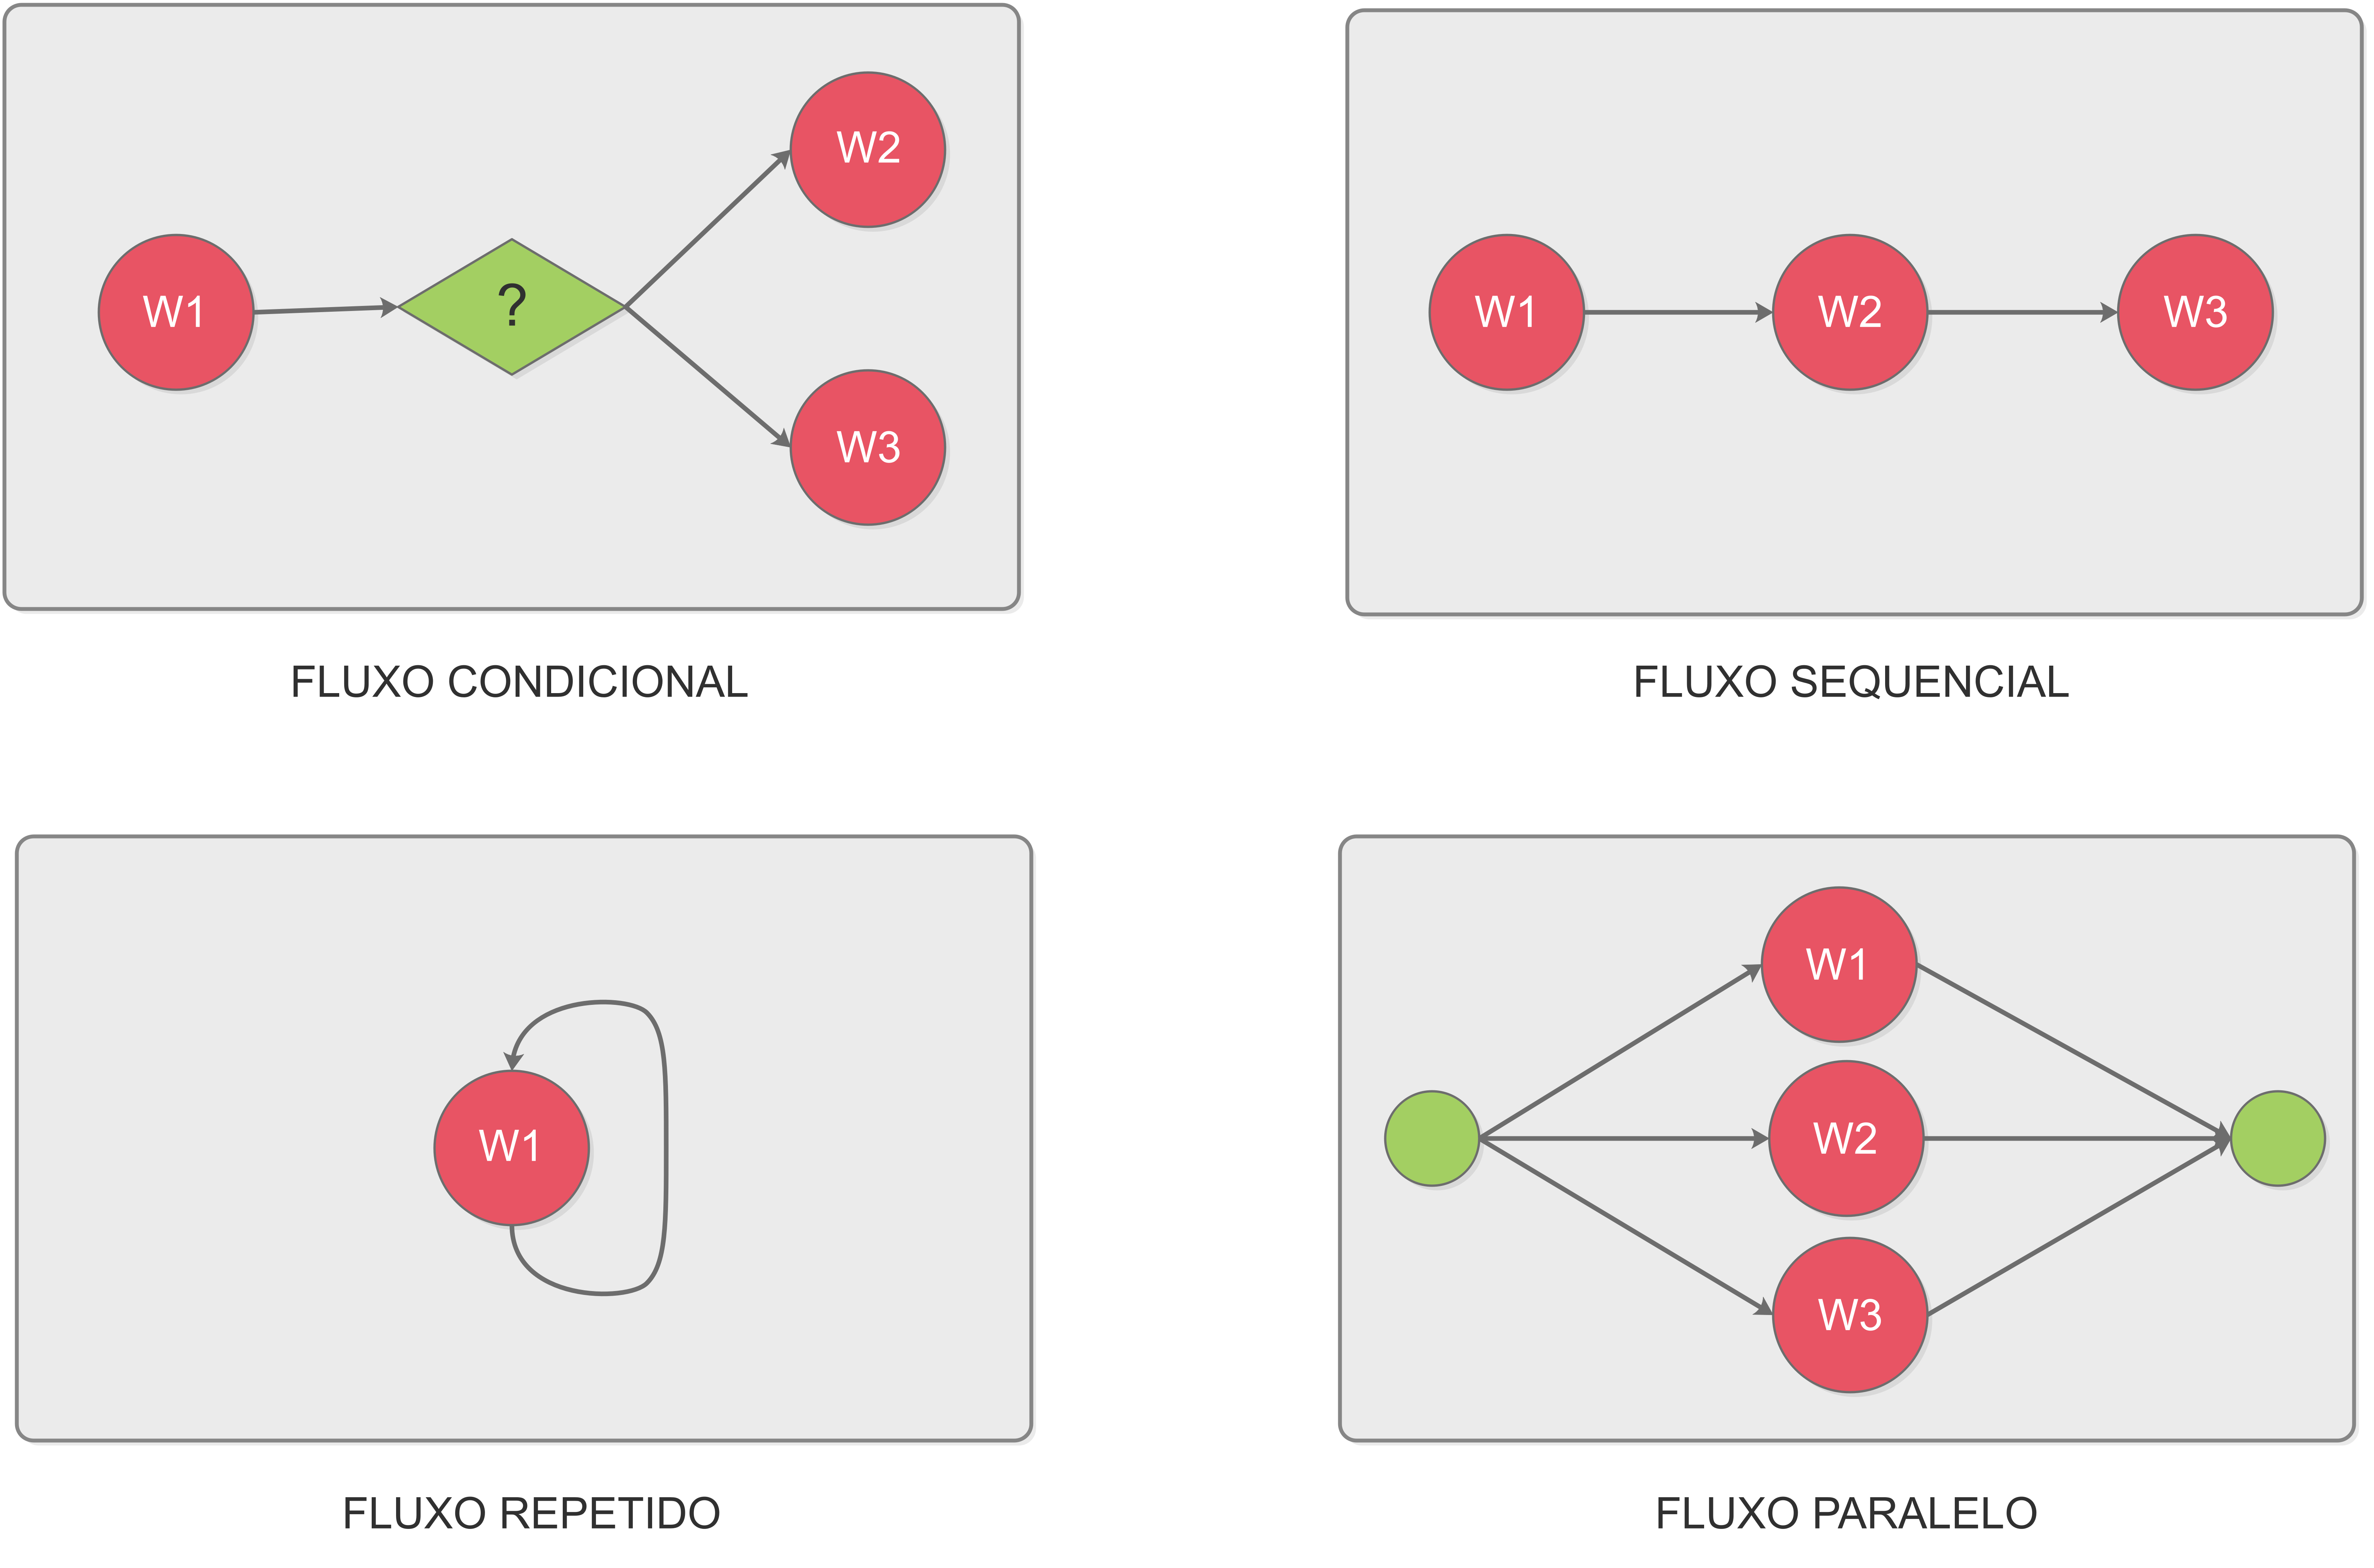 W1
?
W2
W3
FLUXO CONDICIONAL
W1
W2
W3
FLUXO SEQUENCIAL
W1
FLUXO REPETIDO
W1
W2
W3
FLUXO PARALELO